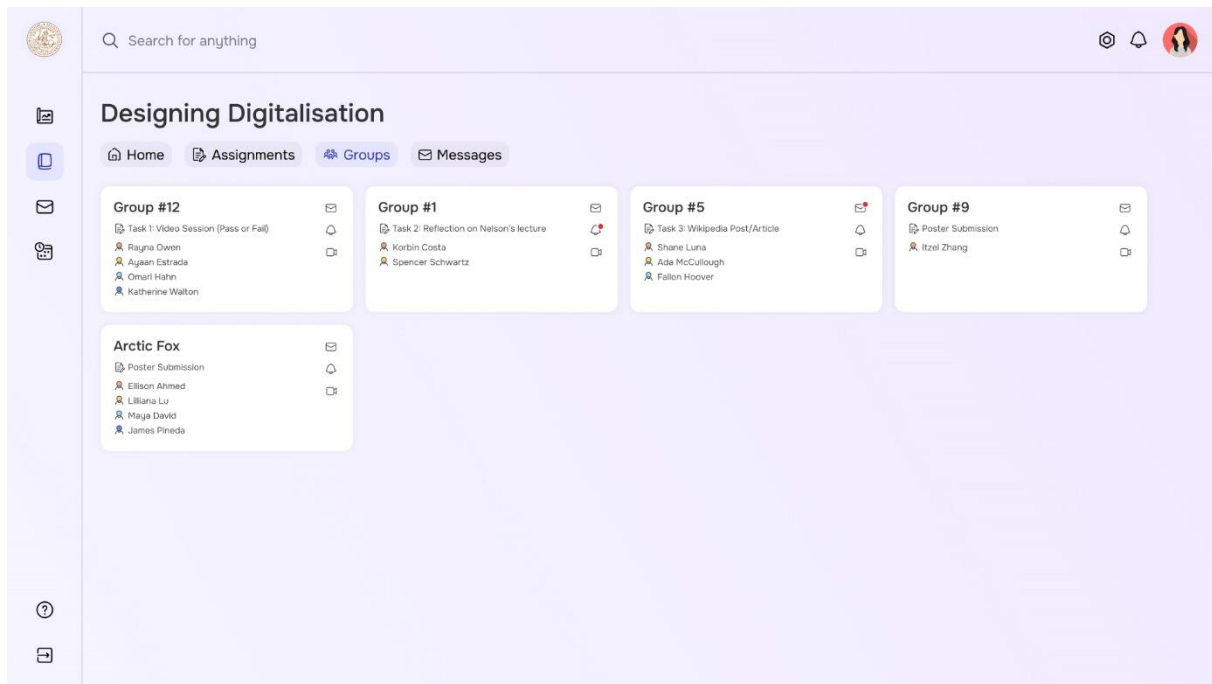 Search for anything
Designing Digitalisation
Home
Assignments
Groups
Messages
Group #12
Task 1: Video Session (Pass or Fail)
Rayna Owen
Ayaan Estrada
Omari Hahn
Katherine Walton
Group #1
Task 2: Reflection on Nelson's lecture
Korbin Costa
Spencer Schwartz
Group #5
Task 3: Wikipedia Post/Article
Shane Luna
Ada McCullough
Fallon Hoover
Group #9
Poster Submission
Itzel Zhang
Arctic Fox
Poster Submission
Ellison Ahmed
Lilliana Lu
Maya David
James Pineda